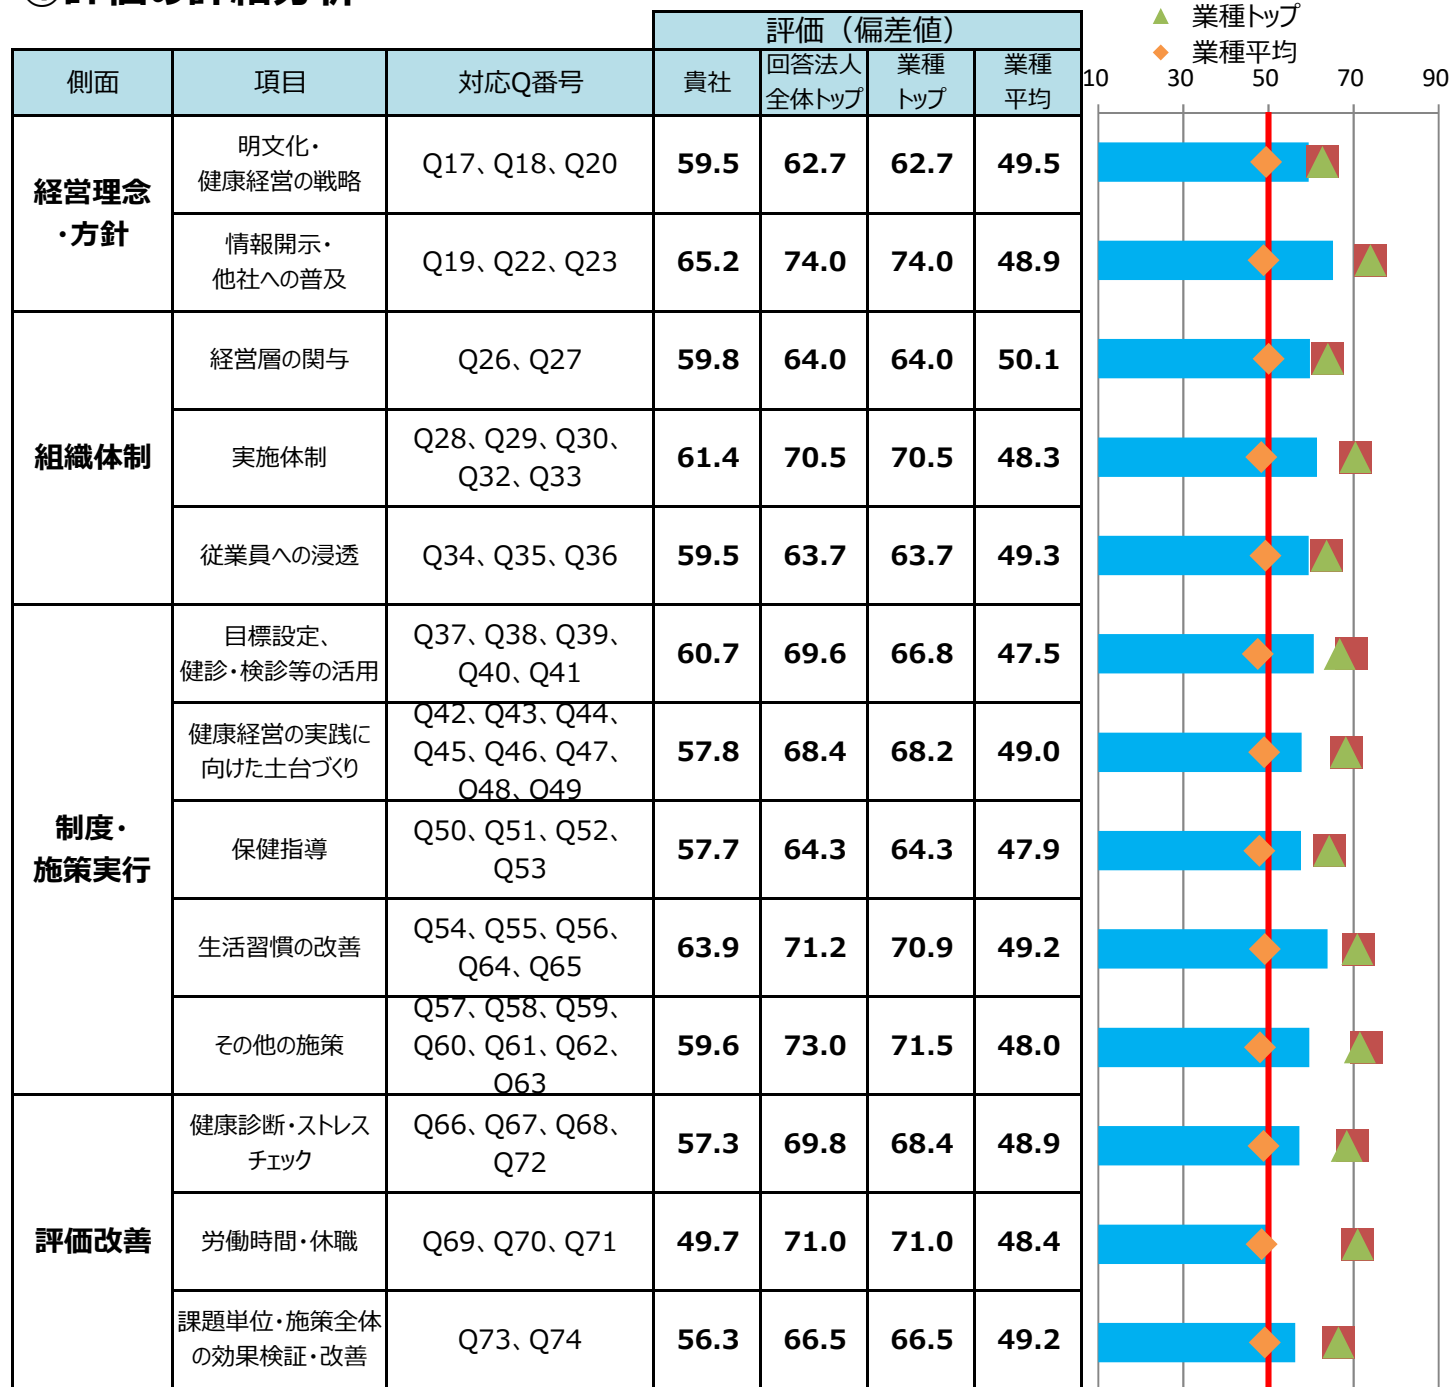 ①評価の詳細分析
▲ 業種トップ
◆ 業種平均
評価（偏差値）
側面 項目 対応Q番号 貴社 回答法人全体トップ 業種トップ 業種平均
10 30 50 70 90
経営理念・方針
明文化・健康経営の戦略 Q17、Q18、Q20 59.5 62.7 62.7 49.5
情報開示・他社への普及 Q19、Q22、Q23 65.2 74.0 74.0 48.9
組織体制
経営層の関与 Q26、Q27 59.8 64.0 64.0 50.1
実施体制 Q28、Q29、Q30、Q32、Q33 61.4 70.5 70.5 48.3
従業員への浸透 Q34、Q35、Q36 59.5 63.7 63.7 49.3
制度・施策実行
目標設定、健診・検診等の活用 Q37、Q38、Q39、Q40、Q41 60.7 69.6 66.8 47.5
健康経営の実践に向けた土台づくり Q42、Q43、Q44、Q45、Q46、Q47、Q48、Q49 57.8 68.4 68.2 49.0
保健指導 Q50、Q51、Q52、Q53 57.7 64.3 64.3 47.9
生活習慣の改善 Q54、Q55、Q56、Q64、Q65 63.9 71.2 70.9 49.2
その他の施策 Q57、Q58、Q59、Q60、Q61、Q62、Q63 59.6 73.0 71.5 48.0
評価改善
健康診断・ストレスチェック Q66、Q67、Q68、Q72 57.3 69.8 68.4 48.9
労働時間・休職 Q69、Q70、Q71 49.7 71.0 71.0 48.4
課題単位・施策全体の効果検証・改善 Q73、Q74 56.3 66.5 66.5 49.2